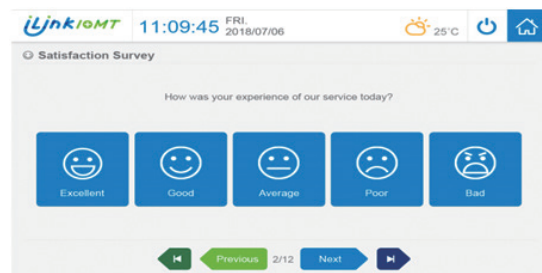 iLinkIOMT
11:09:45 FRI.
2018/07/06
25°C
Satisfaction Survey
How was your experience of our service today?
Excellent Good Average Poor Bad
Previous 2/12 Next